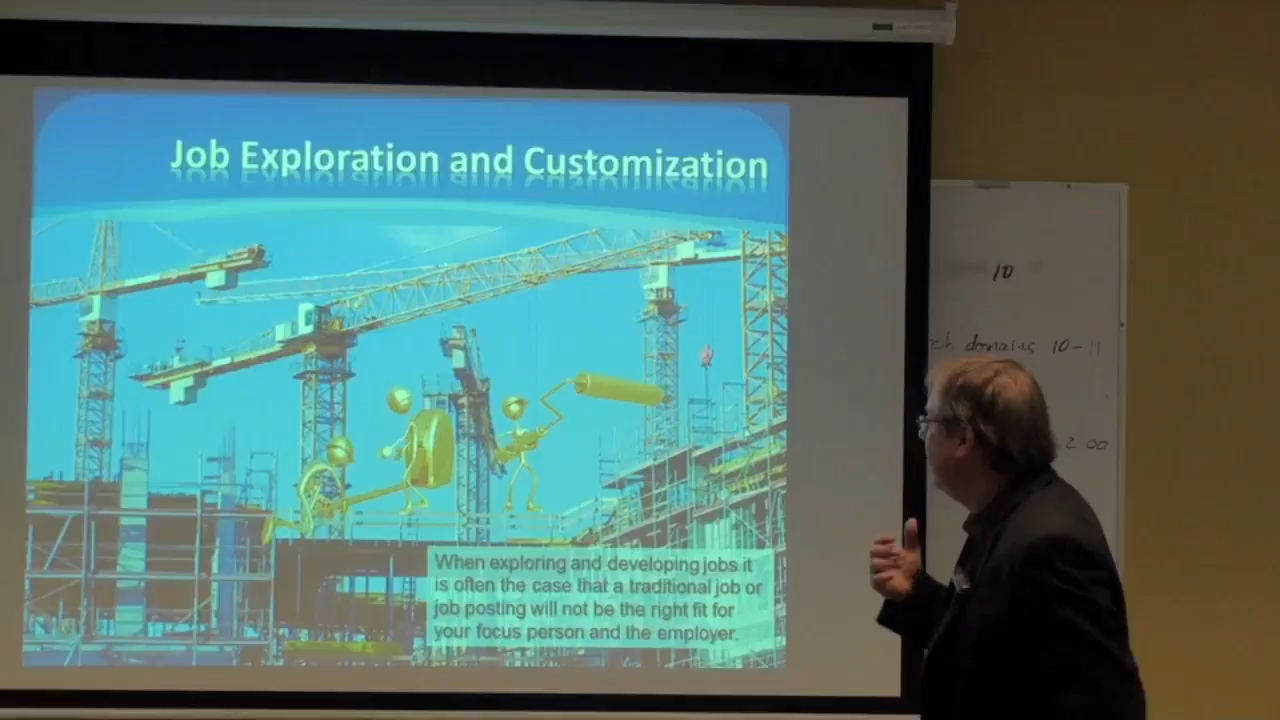 Job Exploration and Customization
When exploring and developing jobs it
is often the case that a traditional job or
job posting will not be the right fit for
your focus person and the employer.
10
domains 10-11
00